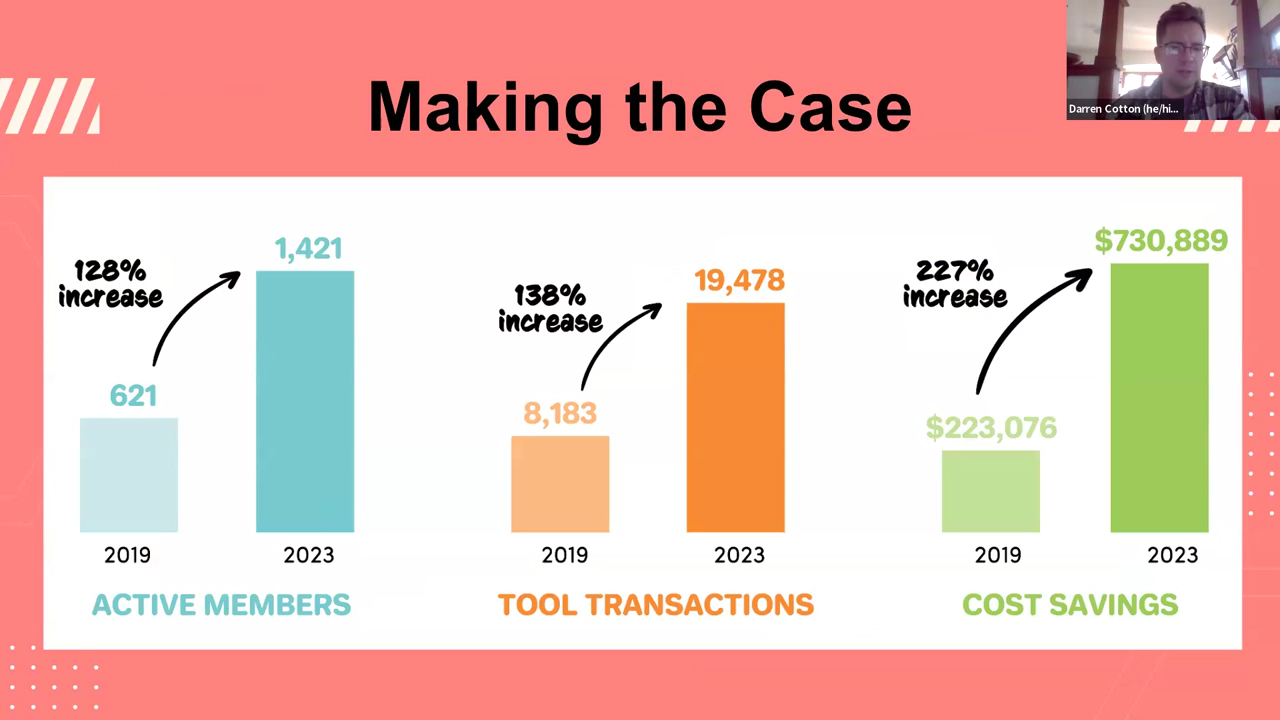 Making the Case
Darren Cotton (he/hi...
128%
increase
621
1,421
2019
2023
ACTIVE MEMBERS
138%
increase
8,183
19,478
2019
2023
TOOL TRANSACTIONS
227%
increase
$223,076
$730,889
2019
2023
COST SAVINGS